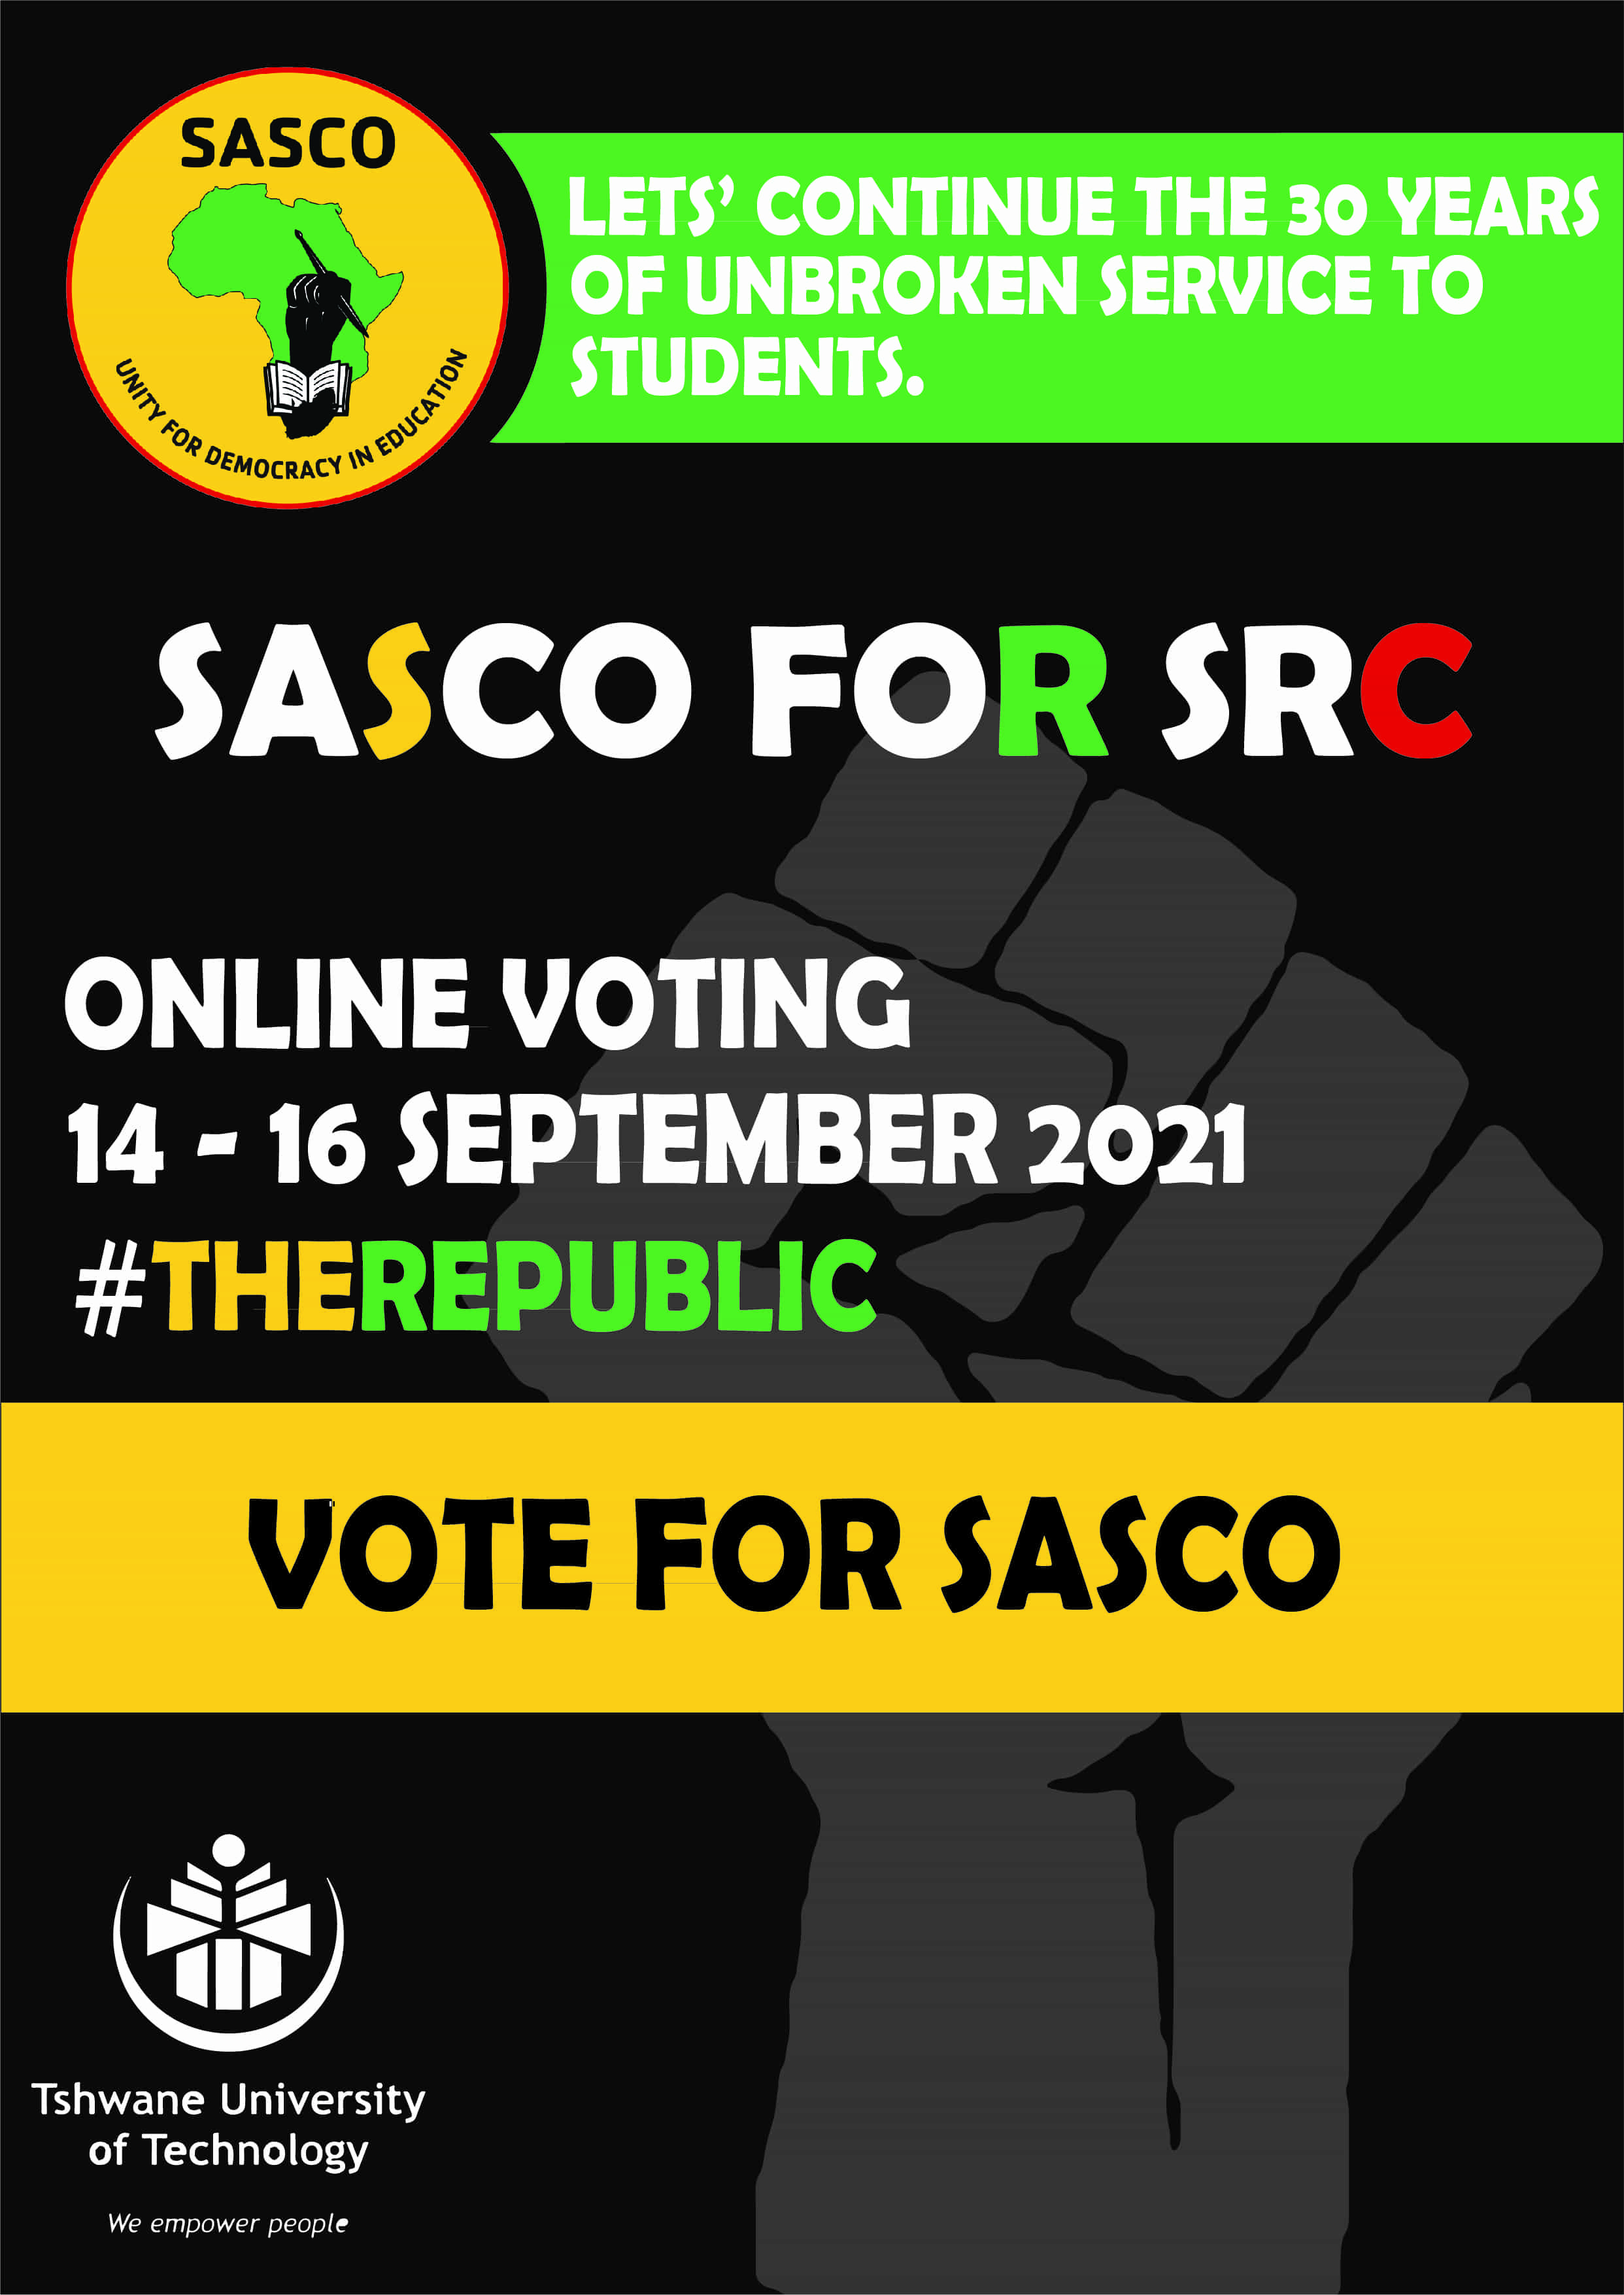 SASCO
UNITY FOR DEMOCRACY IN EDUCATION
LETS' CONTINUE THE 30 YEARS
OF UNBROKEN SERVICE TO
STUDENTS.
SASCO FOR SRC
ONLINE VOTING
14 - 16 SEPTEMBER 2021
#THEREPUBLIC
VOTE FOR SASCO
Tshwane University
of Technology
We empower people